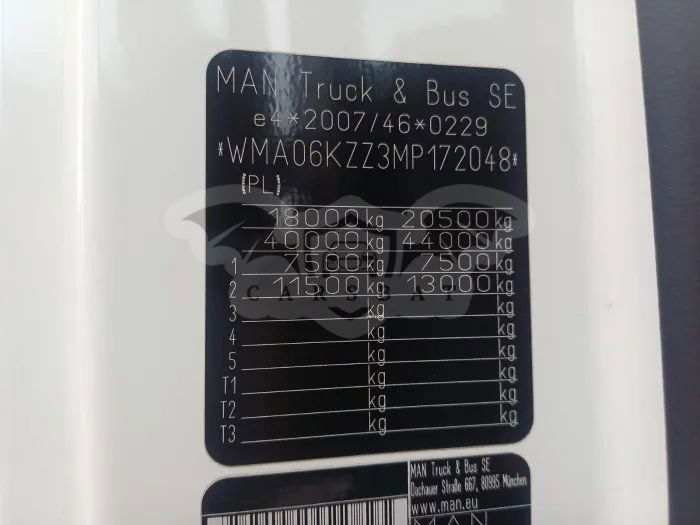 MAN Truck & Bus SE
e4*2007/46*0229
*WMA06KZZ3MP172048*
(PL)
18000 kg 20500 kg
40000 kg 44000 kg
1 7500 kg 7500 kg
2 11500 kg 13000 kg
3 kg kg
4 kg kg
5 kg kg
T1 kg kg
T2 kg kg
T3 kg kg
CARSBAT
MAN Truck & Bus SE
Dachauer Straße 667, 80995 München
www.man.eu
MAN